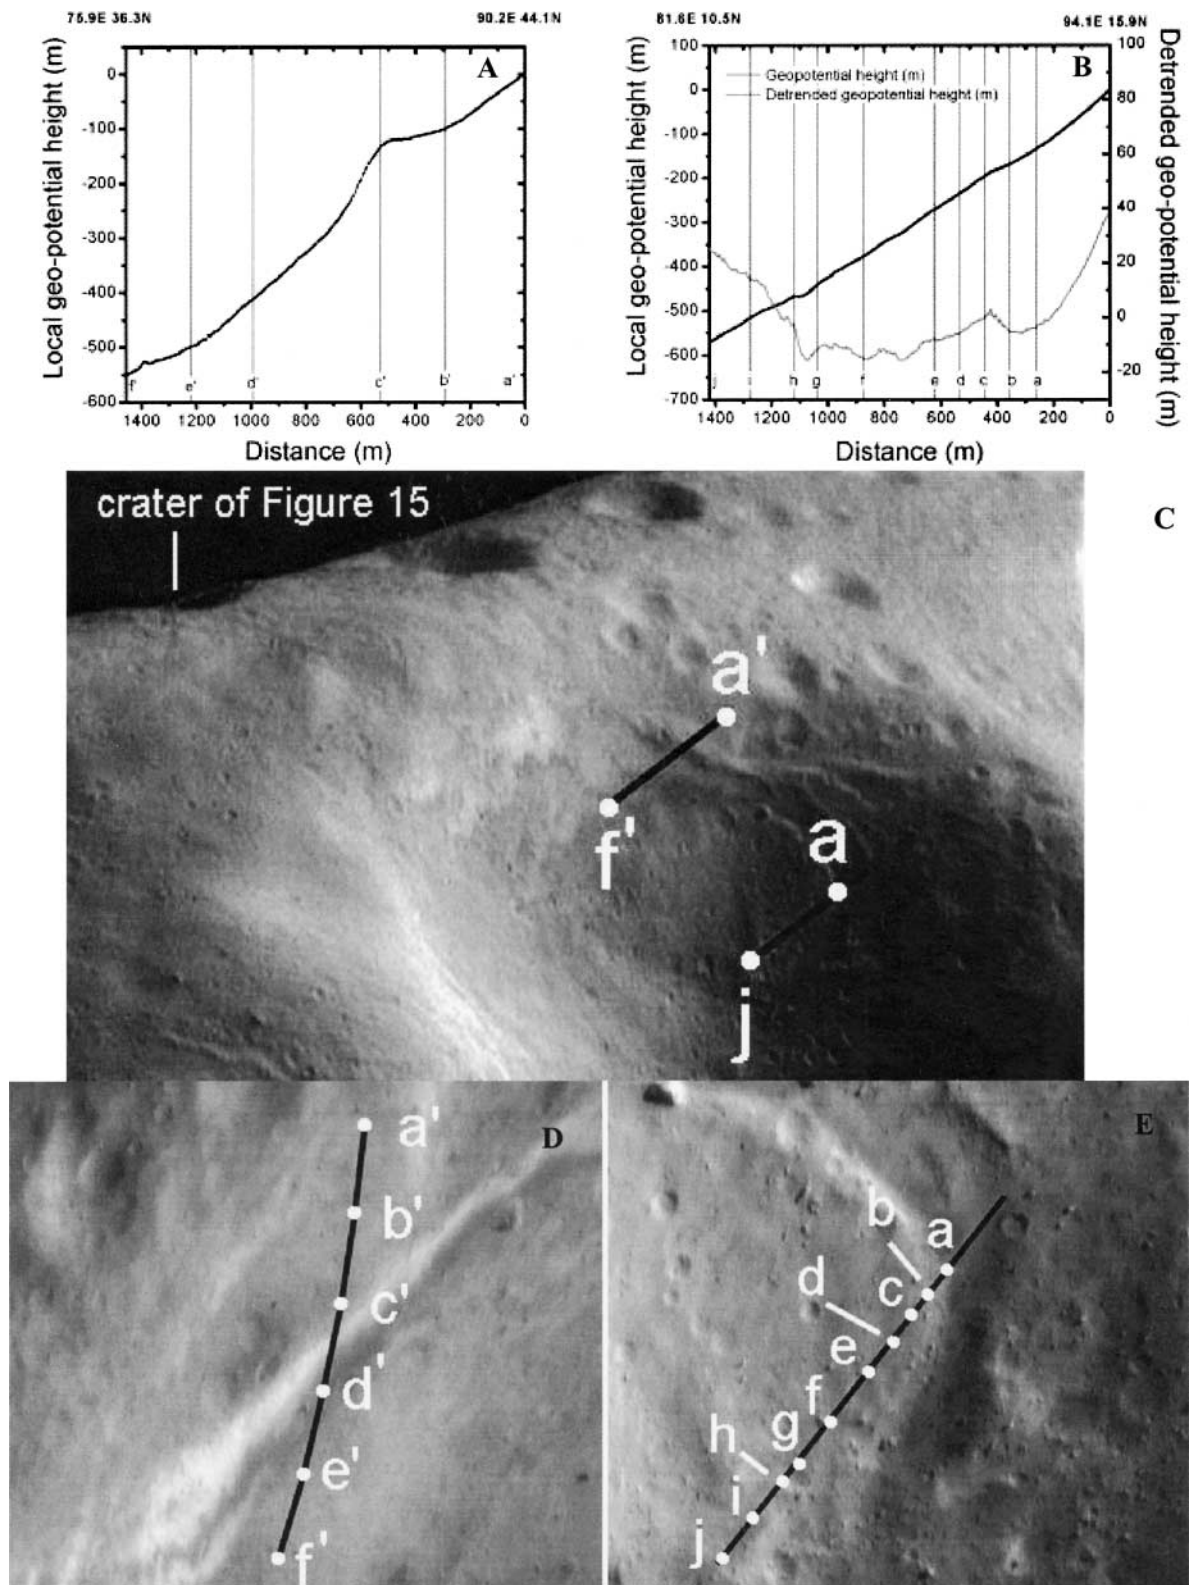 75.9E 36.3N 90.2E 44.1N
A
Local geo-potential height (m)
0
-100
-200
-300
-400
-500
-600
f' e' d' c' b' a'
1400 1200 1000 800 600 400 200 0
Distance (m)
81.6E 10.5N 94.1E 15.9N
B
Geopotential height (m)
Detrended geopotential height (m)
Local geo-potential height (m)
100
0
-100
-200
-300
-400
-500
-600
-700
100
80
60
40
20
0
-20
Detrended geo-potential height (m)
j i h g f e d c b a
1400 1200 1000 800 600 400 200 0
Distance (m)
crater of Figure 15
C
a'
f'
a
j
D
a'
b'
c'
d'
e'
f'
E
a
b
c
d
e
f
g
h
i
j